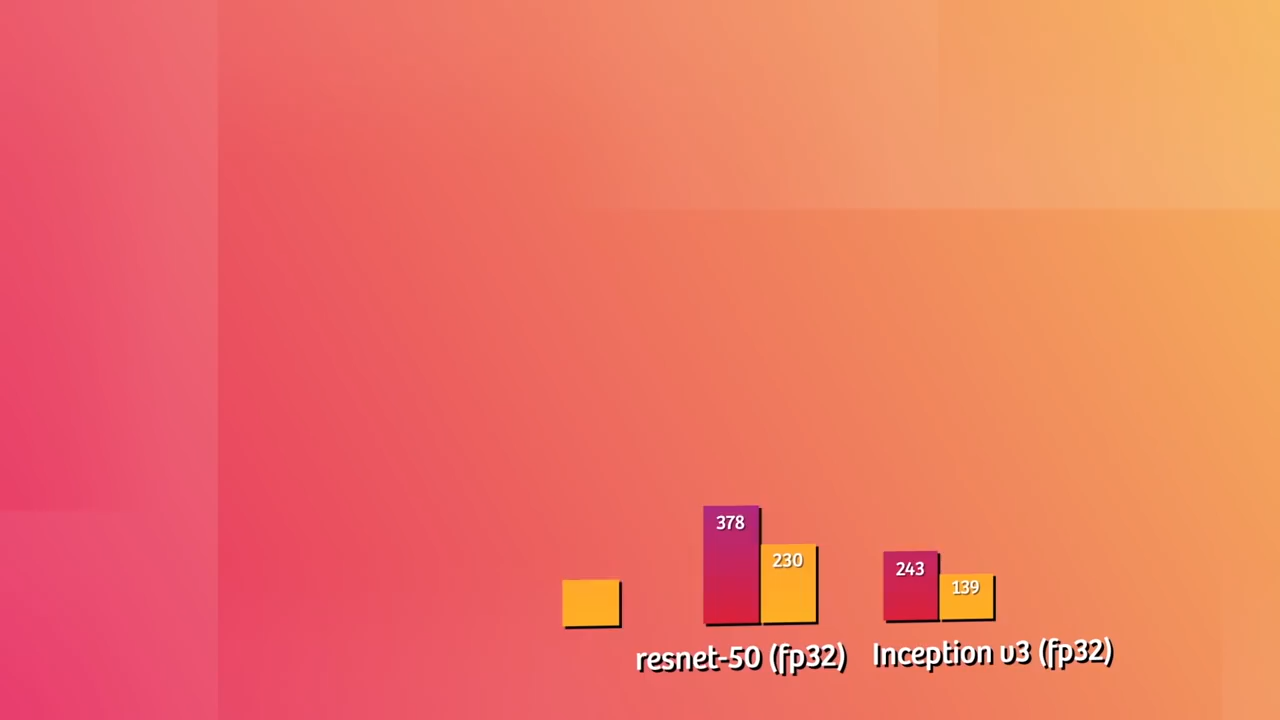 378
230
243
139
resnet-50 (fp32)
Inception v3 (fp32)